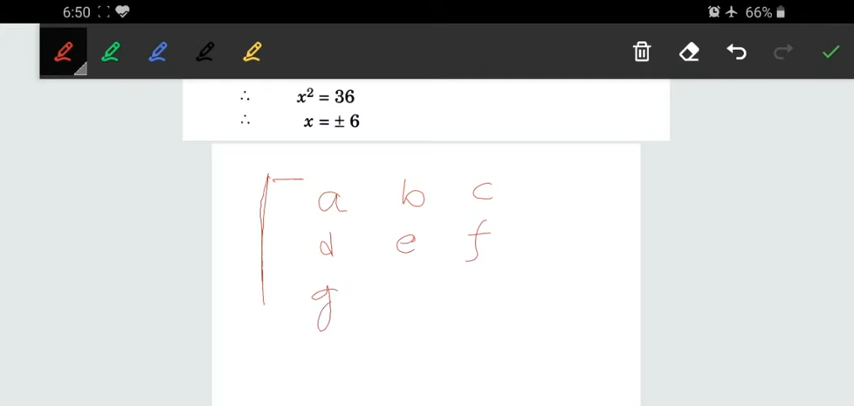 6:50 66%
∴ x² = 36
∴ x = ± 6
a b c
d e f
g